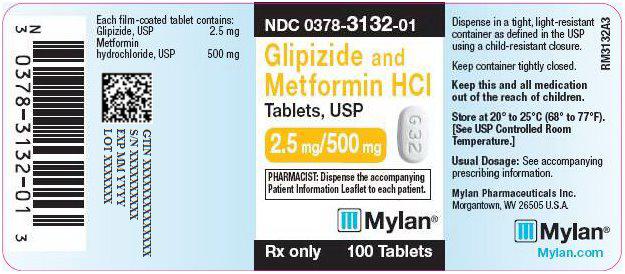 N
3 0378-3132-01 3
Each film-coated tablet contains:
Glipizide, USP 2.5 mg
Metformin
hydrochloride, USP 500 mg
GTIN XXXXXXXXXXXXXX
S/N XXXXXXXXX
EXP MM YYYY
LOT XXXXXX
NDC 0378-3132-01
Glipizide and
Metformin HCl
Tablets, USP
2.5 mg/500 mg
G 32
PHARMACIST: Dispense the accompanying
Patient Information Leaflet to each patient.
Mylan®
Rx only 100 Tablets
Dispense in a tight, light-resistant
container as defined in the USP
using a child-resistant closure.
Keep container tightly closed.
Keep this and all medication
out of the reach of children.
Store at 20° to 25°C (68° to 77°F).
[See USP Controlled Room
Temperature.]
Usual Dosage: See accompanying
prescribing information.
Mylan Pharmaceuticals Inc.
Morgantown, WV 26505 U.S.A.
Mylan®
Mylan.com
RM3132A3